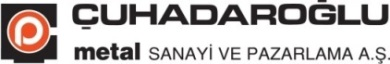 ÇUHADAROĞLU
metal SANAYİ VE PAZARLAMA A.Ş.